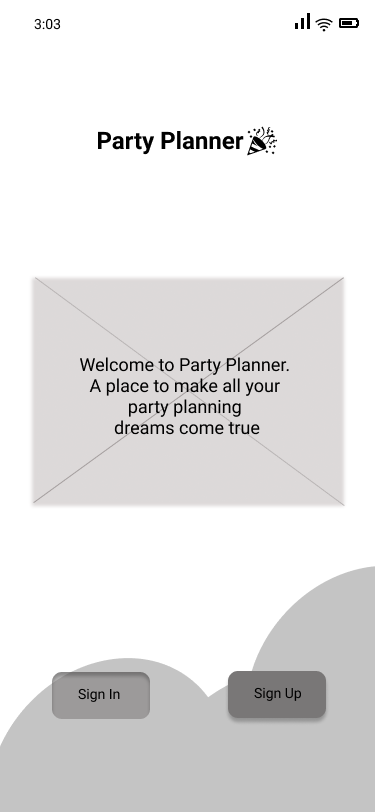 3:03
Party Planner
Welcome to Party Planner.
A place to make all your
party planning
dreams come true
Sign In
Sign Up